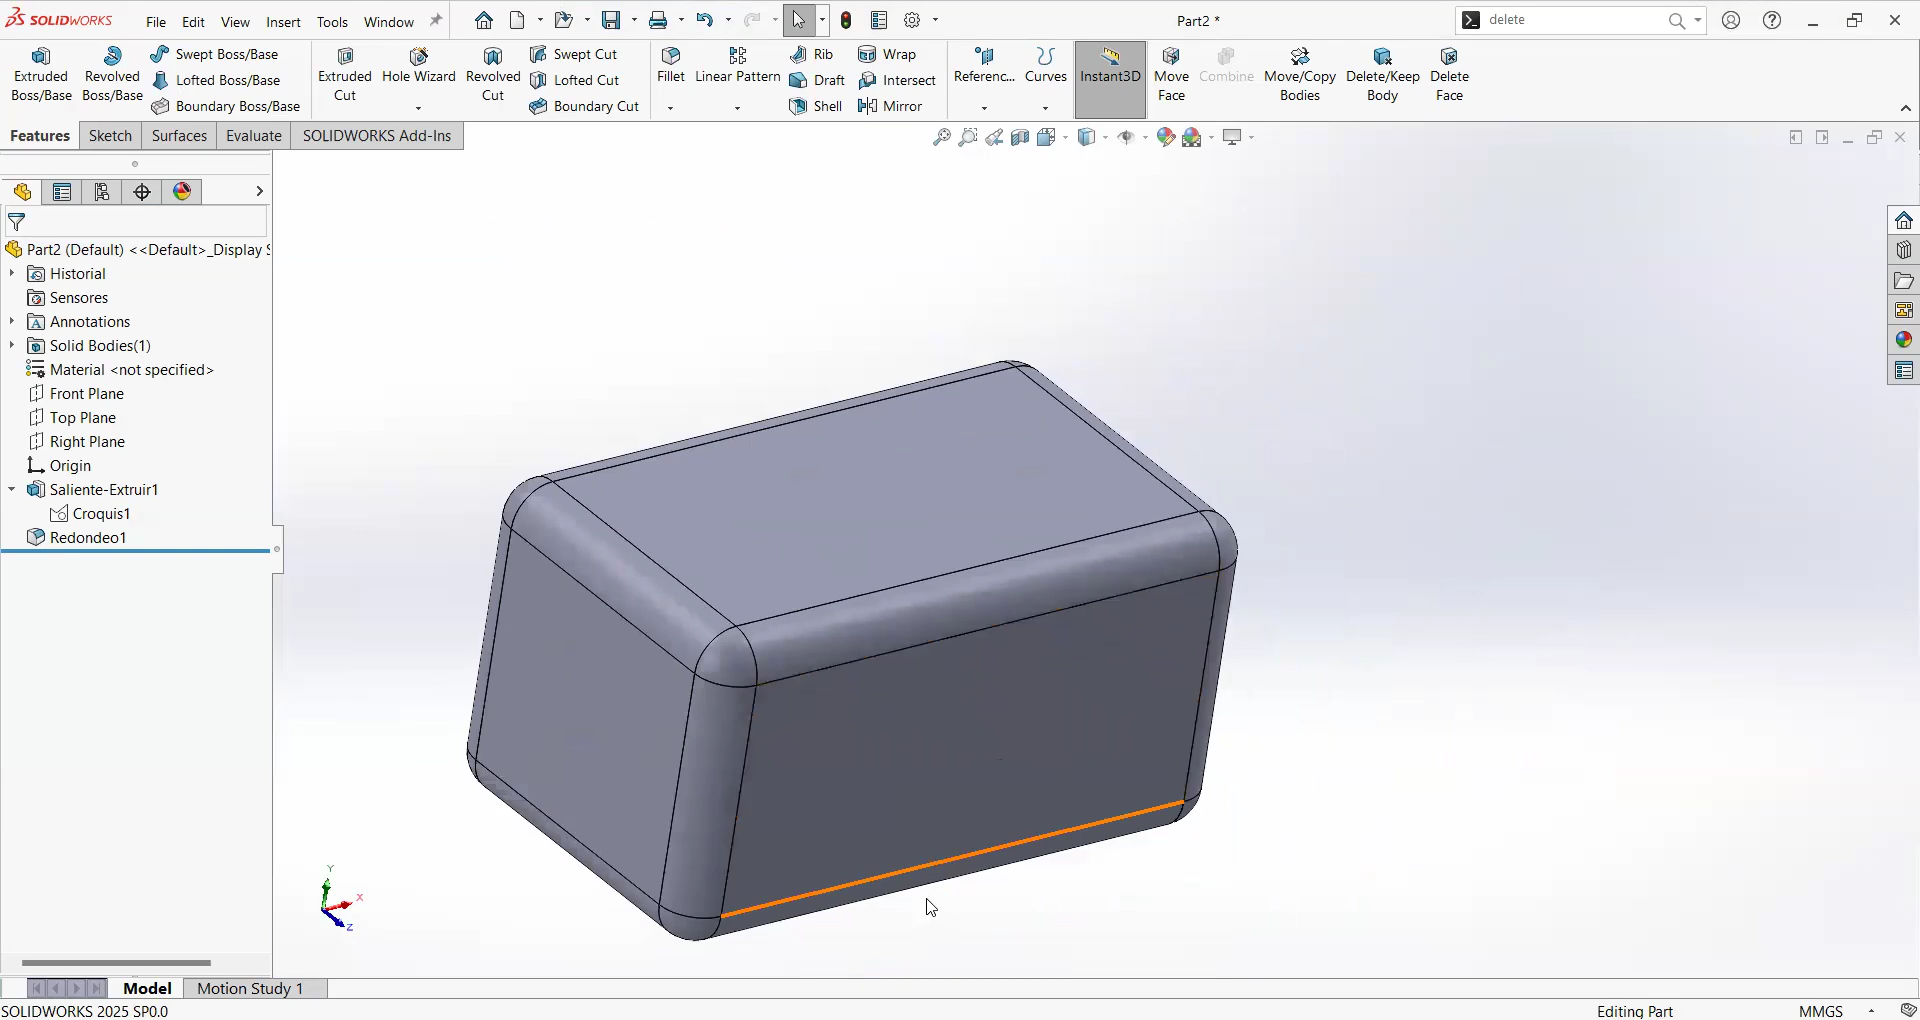 SOLIDWORKS File Edit View Insert Tools Window Part2 * delete
Extruded Boss/Base
Revolved Boss/Base
Swept Boss/Base
Lofted Boss/Base
Boundary Boss/Base
Extruded Cut
Hole Wizard
Revolved Cut
Swept Cut
Lofted Cut
Boundary Cut
Fillet
Linear Pattern
Rib
Draft
Shell
Wrap
Intersect
Mirror
Referenc...
Curves
Instant3D
Move Face
Combine
Move/Copy Bodies
Delete/Keep Body
Delete Face
Features Sketch Surfaces Evaluate SOLIDWORKS Add-Ins
Part2 (Default) <<Default>_Display S
Historial
Sensores
Annotations
Solid Bodies(1)
Material <not specified>
Front Plane
Top Plane
Right Plane
Origin
Saliente-Extruir1
Croquis1
Redondeo1
Y
X
Z
Model Motion Study 1
SOLIDWORKS 2025 SP0.0 Editing Part MMGS